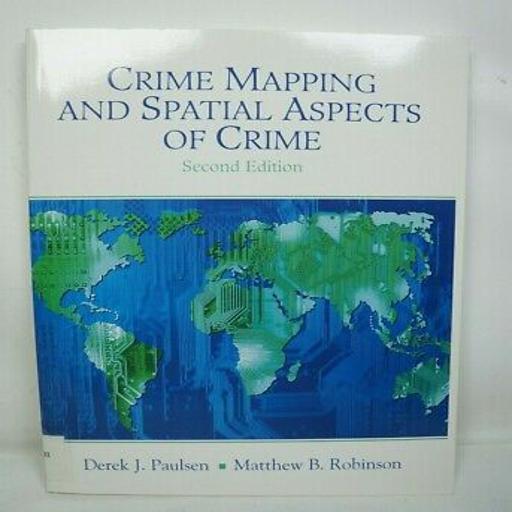 CRIME MAPPING
AND SPATIAL ASPECTS
OF CRIME
Second Edition
Derek J. Paulsen ■ Matthew B. Robinson